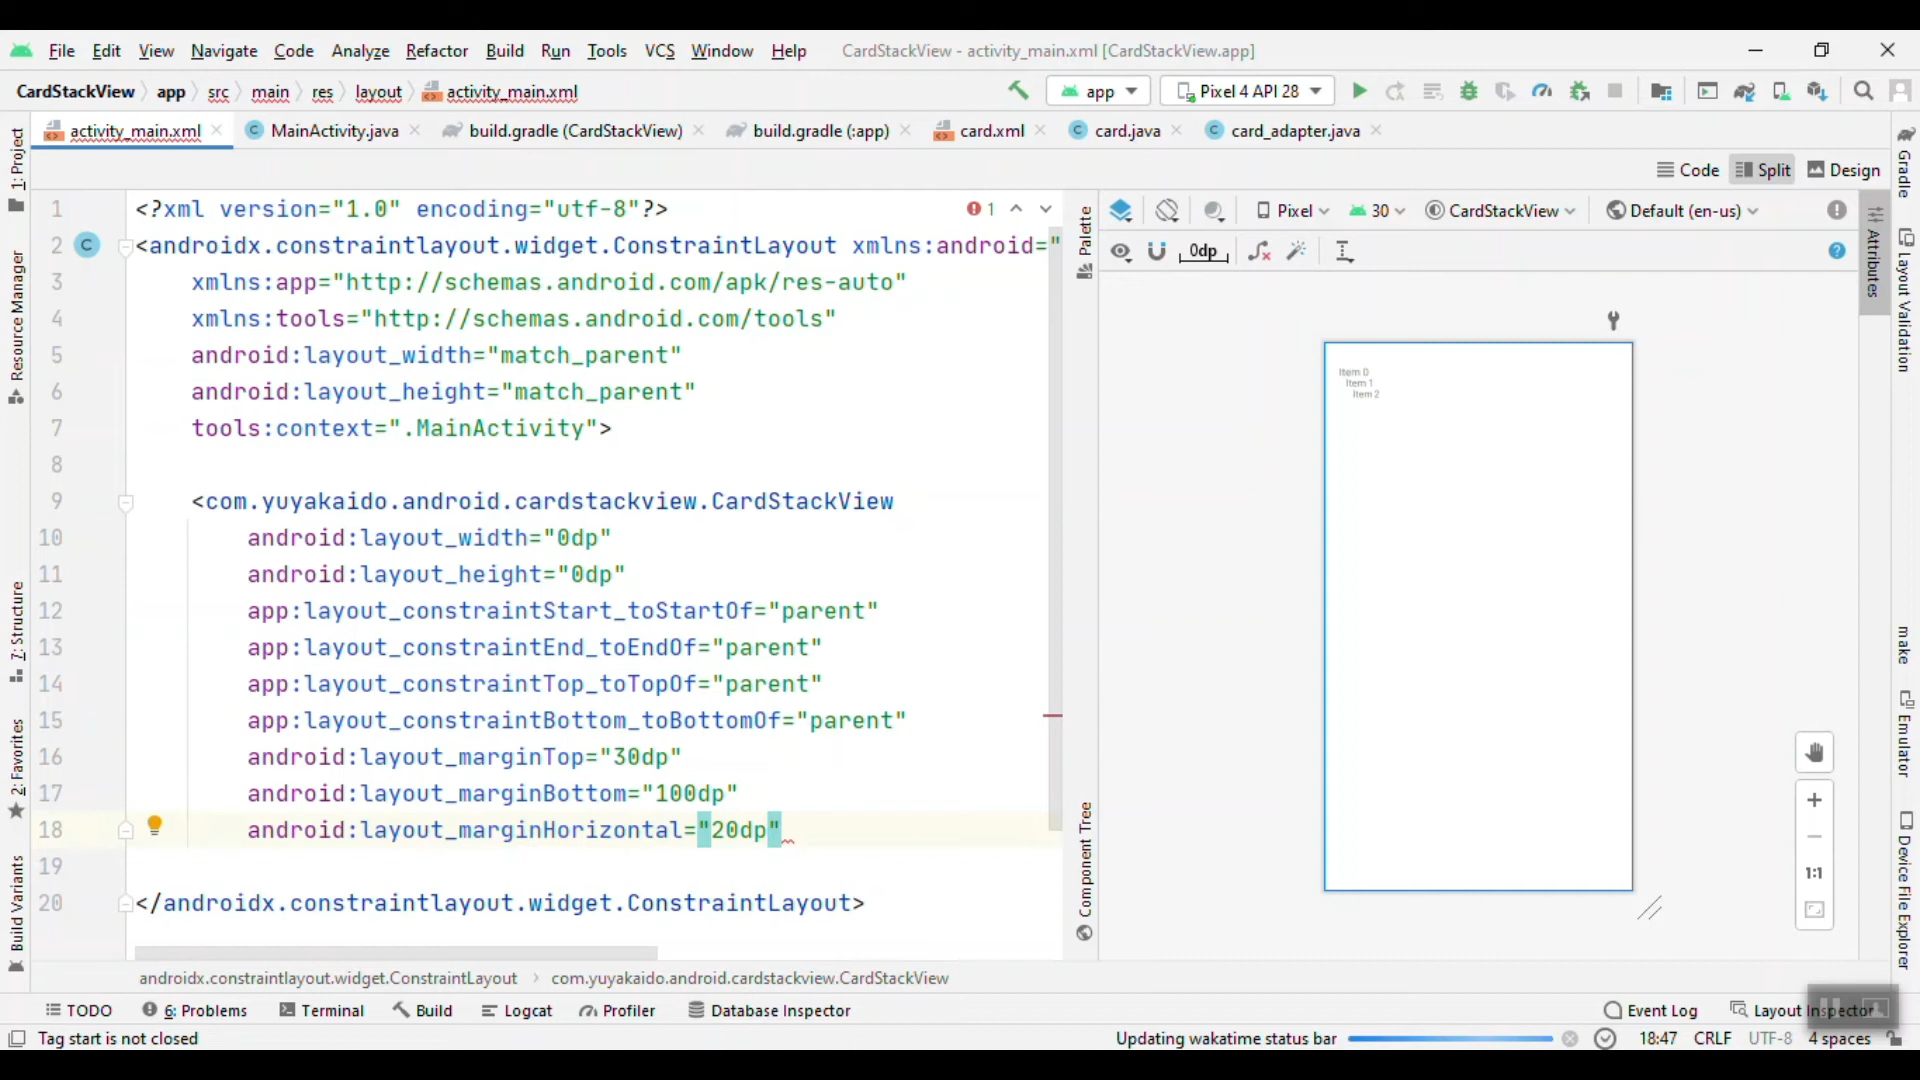 File Edit View Navigate Code Analyze Refactor Build Run Tools VCS Window Help CardStackView - activity_main.xml [CardStackView.app]
CardStackView app src main res layout activity_main.xml app Pixel 4 API 28
activity_main.xml MainActivity.java build.gradle (CardStackView) build.gradle (:app) card.xml card.java card_adapter.java
Code Split Design
1: Project
Resource Manager
7: Structure
2: Favorites
Build Variants
1 <?xml version="1.0" encoding="utf-8"?>
1
2 C <androidx.constraintlayout.widget.ConstraintLayout xmlns:android="
3 xmlns:app="http://schemas.android.com/apk/res-auto"
4 xmlns:tools="http://schemas.android.com/tools"
5 android:layout_width="match_parent"
6 android:layout_height="match_parent"
7 tools:context=".MainActivity">
8
9 <com.yuyakaido.android.cardstackview.CardStackView
10 android:layout_width="0dp"
11 android:layout_height="0dp"
12 app:layout_constraintStart_toStartOf="parent"
13 app:layout_constraintEnd_toEndOf="parent"
14 app:layout_constraintTop_toTopOf="parent"
15 app:layout_constraintBottom_toBottomOf="parent"
16 android:layout_marginTop="30dp"
17 android:layout_marginBottom="100dp"
18 android:layout_marginHorizontal="20dp"
19
20 </androidx.constraintlayout.widget.ConstraintLayout>
Palette
Component Tree
Pixel 30 CardStackView Default (en-us)
0dp
Item 0
Item 1
Item 2
1:1
Attributes
Gradle
Layout Validation
make
Emulator
Device File Explorer
androidx.constraintlayout.widget.ConstraintLayout com.yuyakaido.android.cardstackview.CardStackView
TODO 6: Problems Terminal Build Logcat Profiler Database Inspector Event Log Layout Inspector
Tag start is not closed Updating wakatime status bar 18:47 CRLF UTF-8 4 spaces